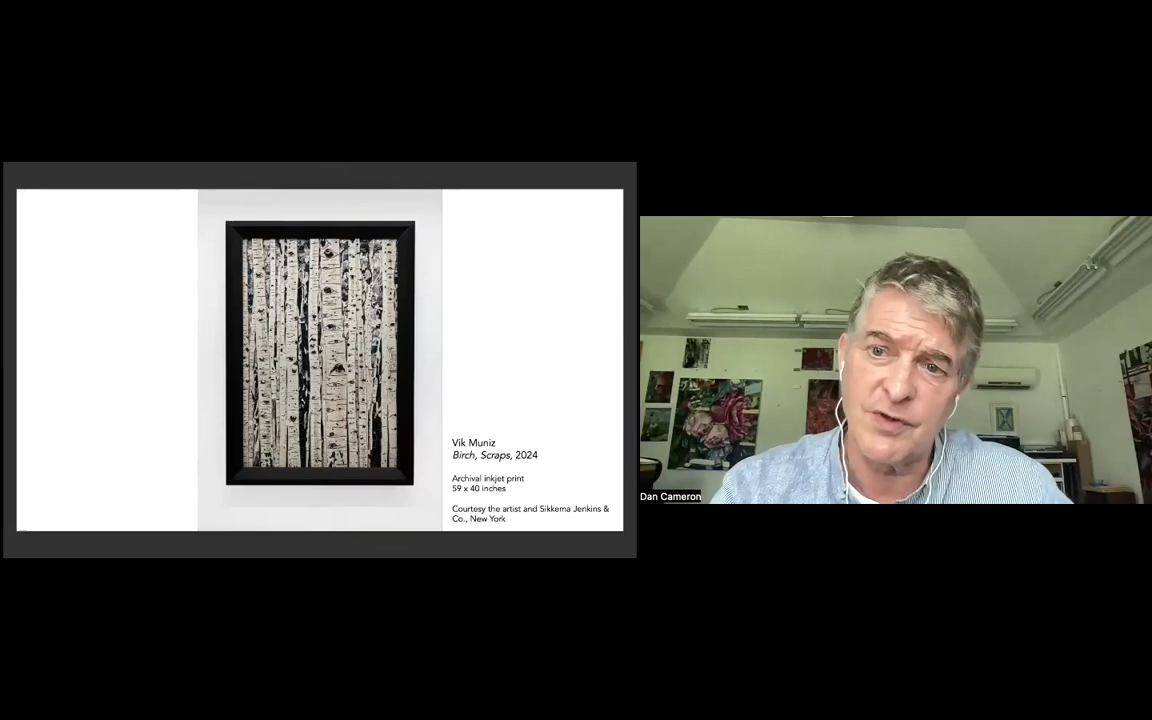 Vik Muniz
Birch, Scraps, 2024
Archival inkjet print
59 x 40 inches
Courtesy the artist and Sikkema Jenkins &
Co., New York
Dan Cameron